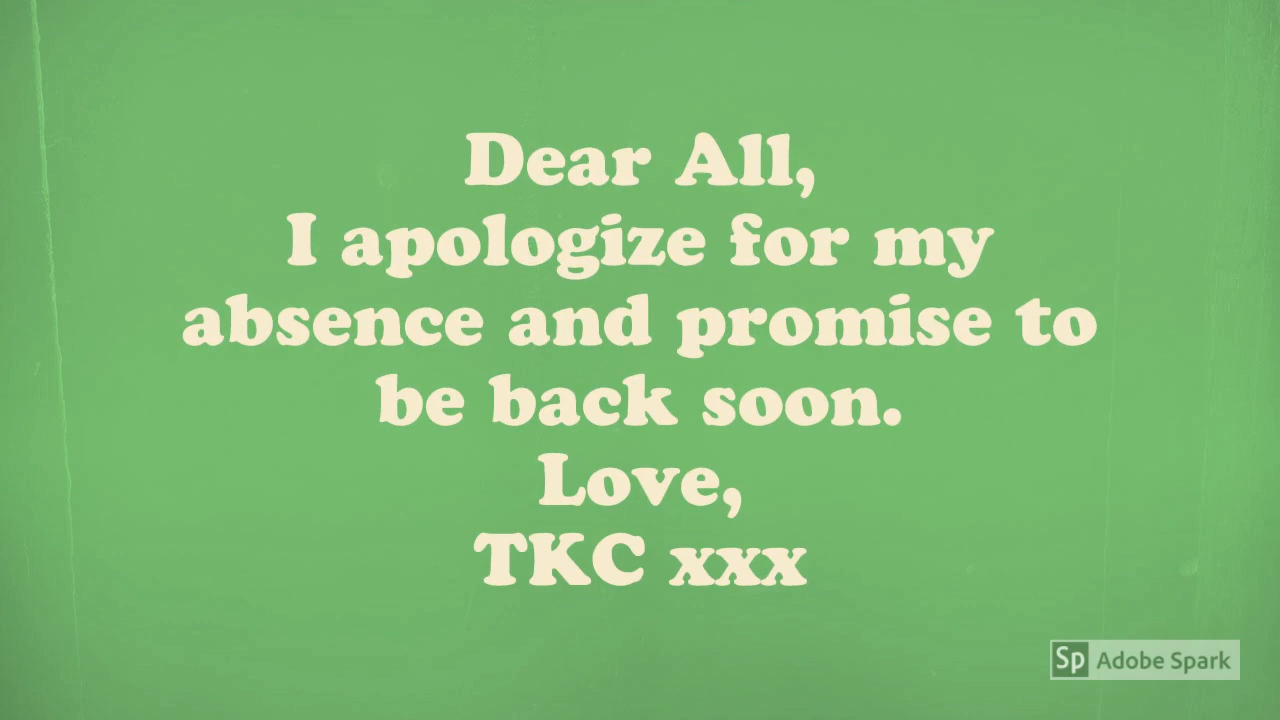 Dear All,
I apologize for my
absence and promise to
be back soon.
Love,
TKC xxx
Sp Adobe Spark